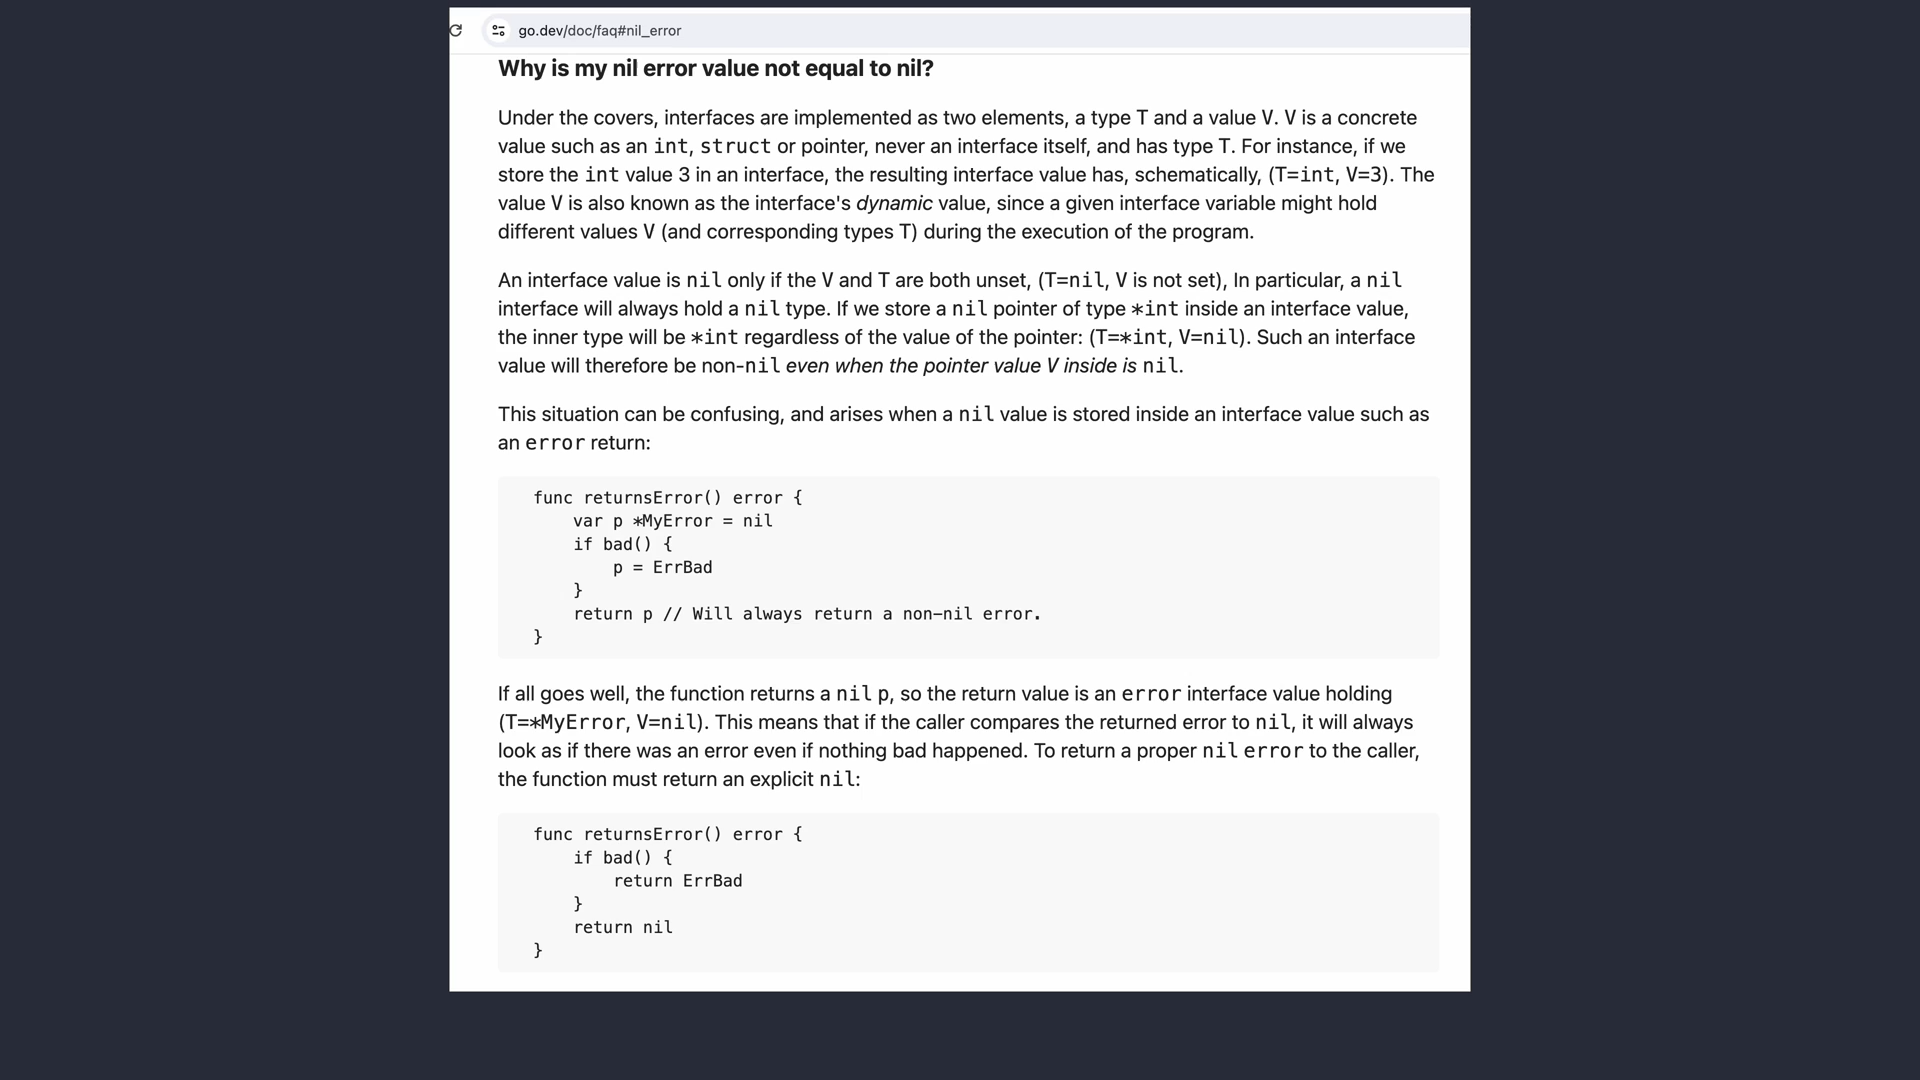 go.dev/doc/faq#nil_error
Why is my nil error value not equal to nil?
Under the covers, interfaces are implemented as two elements, a type T and a value V. V is a concrete
value such as an int, struct or pointer, never an interface itself, and has type T. For instance, if we
store the int value 3 in an interface, the resulting interface value has, schematically, (T=int, V=3). The
value V is also known as the interface's dynamic value, since a given interface variable might hold
different values V (and corresponding types T) during the execution of the program.
An interface value is nil only if the V and T are both unset, (T=nil, V is not set), In particular, a nil
interface will always hold a nil type. If we store a nil pointer of type *int inside an interface value,
the inner type will be *int regardless of the value of the pointer: (T=*int, V=nil). Such an interface
value will therefore be non-nil even when the pointer value V inside is nil.
This situation can be confusing, and arises when a nil value is stored inside an interface value such as
an error return:
func returnsError() error {
    var p *MyError = nil
    if bad() {
        p = ErrBad
    }
    return p // Will always return a non-nil error.
}
If all goes well, the function returns a nil p, so the return value is an error interface value holding
(T=*MyError, V=nil). This means that if the caller compares the returned error to nil, it will always
look as if there was an error even if nothing bad happened. To return a proper nil error to the caller,
the function must return an explicit nil:
func returnsError() error {
    if bad() {
        return ErrBad
    }
    return nil
}